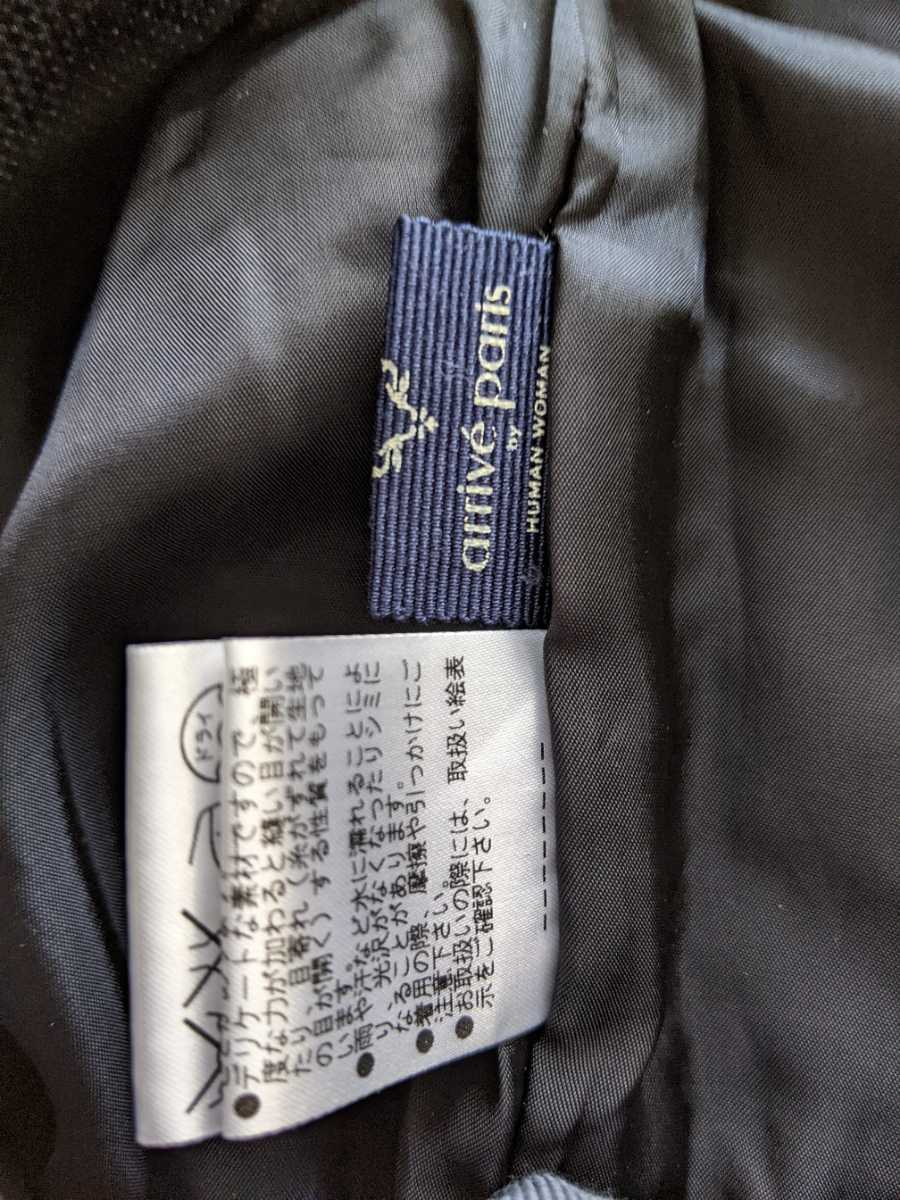 arrivé paris
by
HUMAN WOMAN
ドライ
●デリケートな素材ですので、極
度な力が加わると縫い目が開い
たり、目寄れ(糸がずれて生地
の目が開く)する性質をもって
います。
●雨や汗など水に濡れることによ
り、光沢がなくなったりシミに
なることがあります。
●着用の際、摩擦や引っかけにご
注意下さい。
●お取扱いの際には、取扱い絵表
示をご確認下さい。